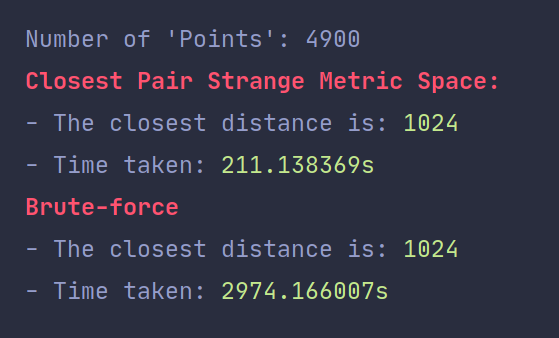 Number of 'Points': 4900
Closest Pair Strange Metric Space:
- The closest distance is: 1024
- Time taken: 211.138369s
Brute-force
- The closest distance is: 1024
- Time taken: 2974.166007s